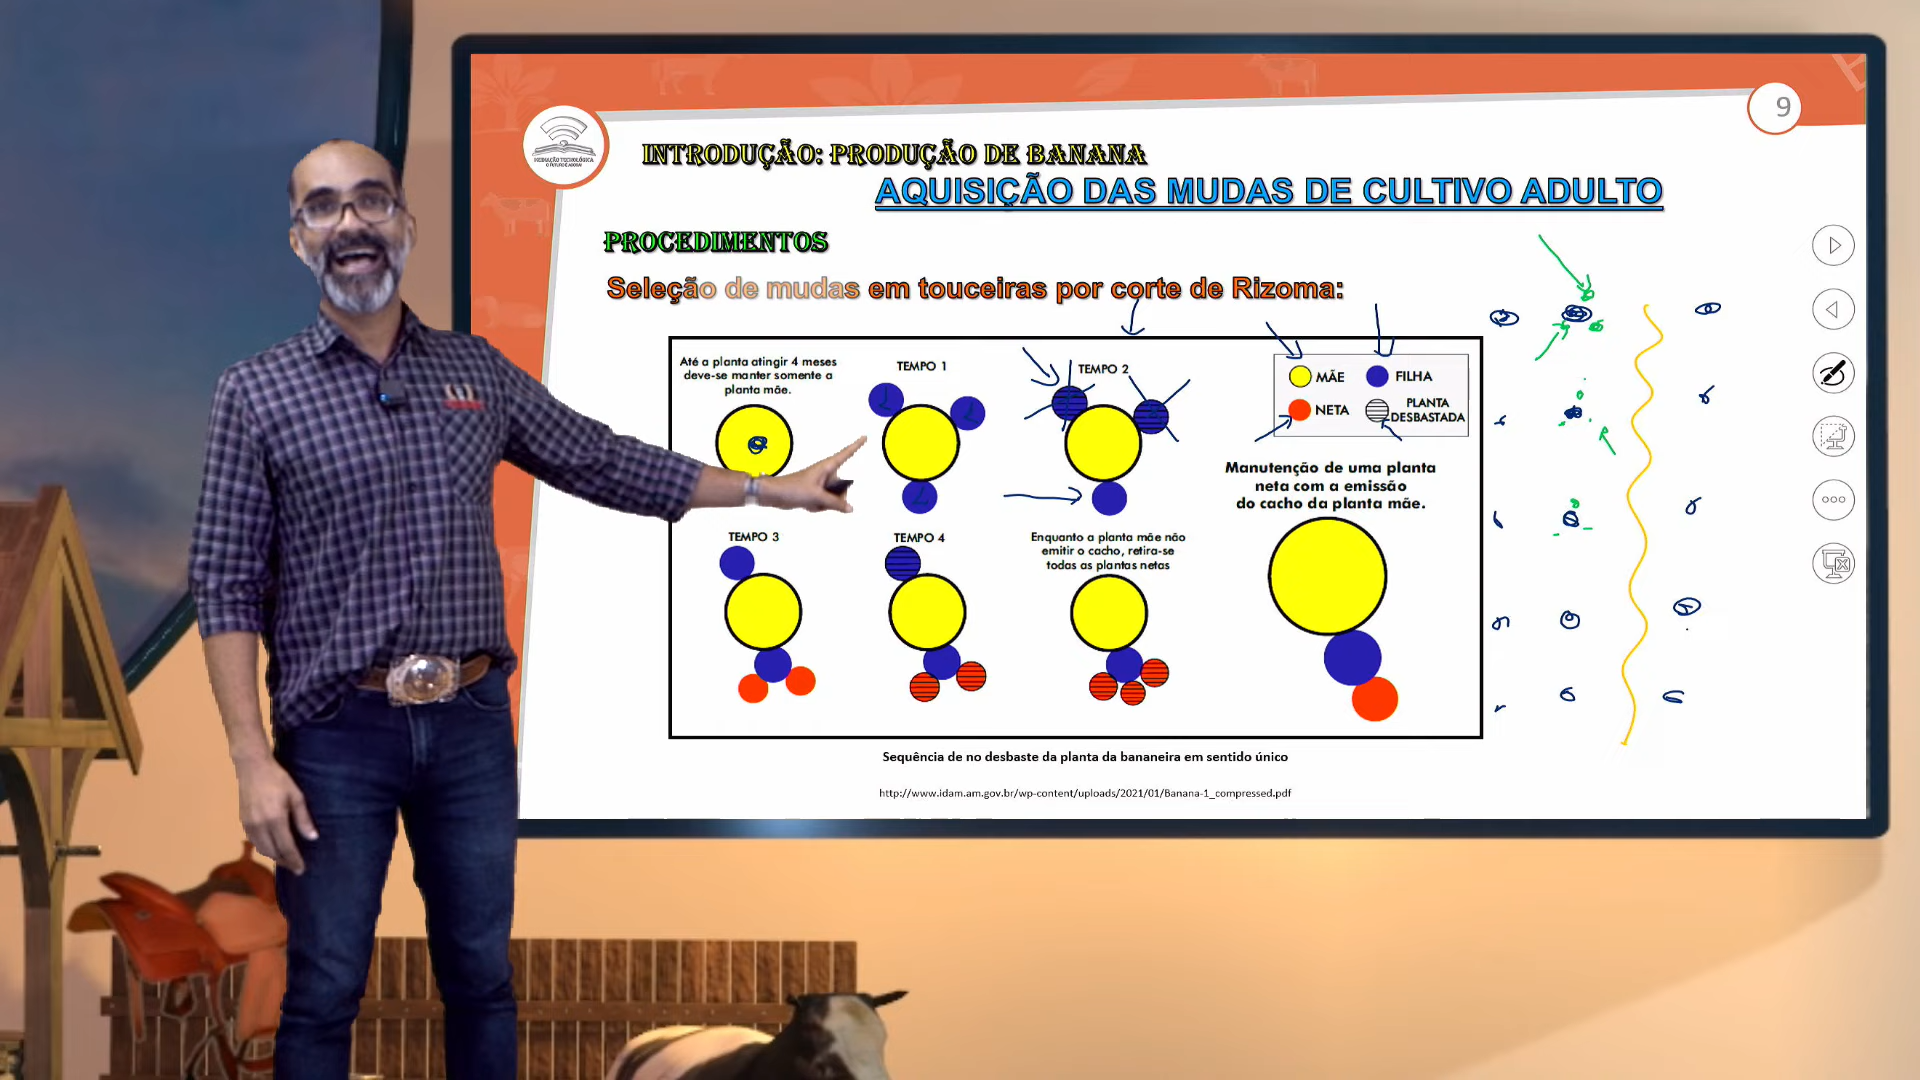 9
MEDIAÇÃO TECNOLÓGICA
INTRODUÇÃO: PRODUÇÃO DE BANANA
AQUISIÇÃO DAS MUDAS DE CULTIVO ADULTO
PROCEDIMENTOS
Seleção de mudas em touceiras por corte de Rizoma:
Até a planta atingir 4 meses
deve-se manter somente a
planta mãe.
TEMPO 1
TEMPO 2
MÃE
FILHA
NETA
PLANTA
DESBASTADA
Manutenção de uma planta
neta com a emissão
do cacho da planta mãe.
TEMPO 3
TEMPO 4
Enquanto a planta mãe não
emitir o cacho, retira-se
todas as plantas netas
Sequência de no desbaste da planta da bananeira em sentido único
http://www.idam.am.gov.br/wp-content/uploads/2021/01/Banana-1_compressed.pdf